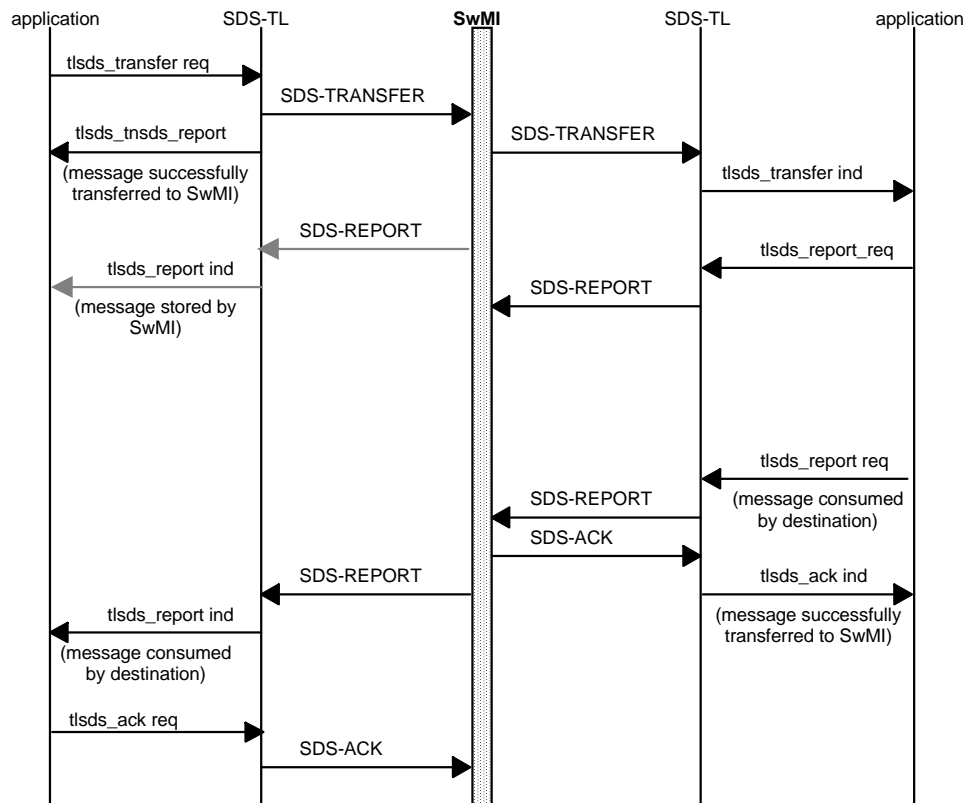 application
SDS-TL
SwMI
SDS-TL
application
tlsds_transfer req
SDS-TRANSFER
tlsds_tnsds_report
SDS-TRANSFER
(message successfully
transferred to SwMI)
tlsds_transfer ind
SDS-REPORT
tlsds_report_req
tlsds_report ind
SDS-REPORT
(message stored by
SwMI)
tlsds_report req
SDS-REPORT
(message consumed
by destination)
SDS-ACK
SDS-REPORT
tlsds_ack ind
tlsds_report ind
(message successfully
transferred to SwMI)
(message consumed
by destination)
tlsds_ack req
SDS-ACK